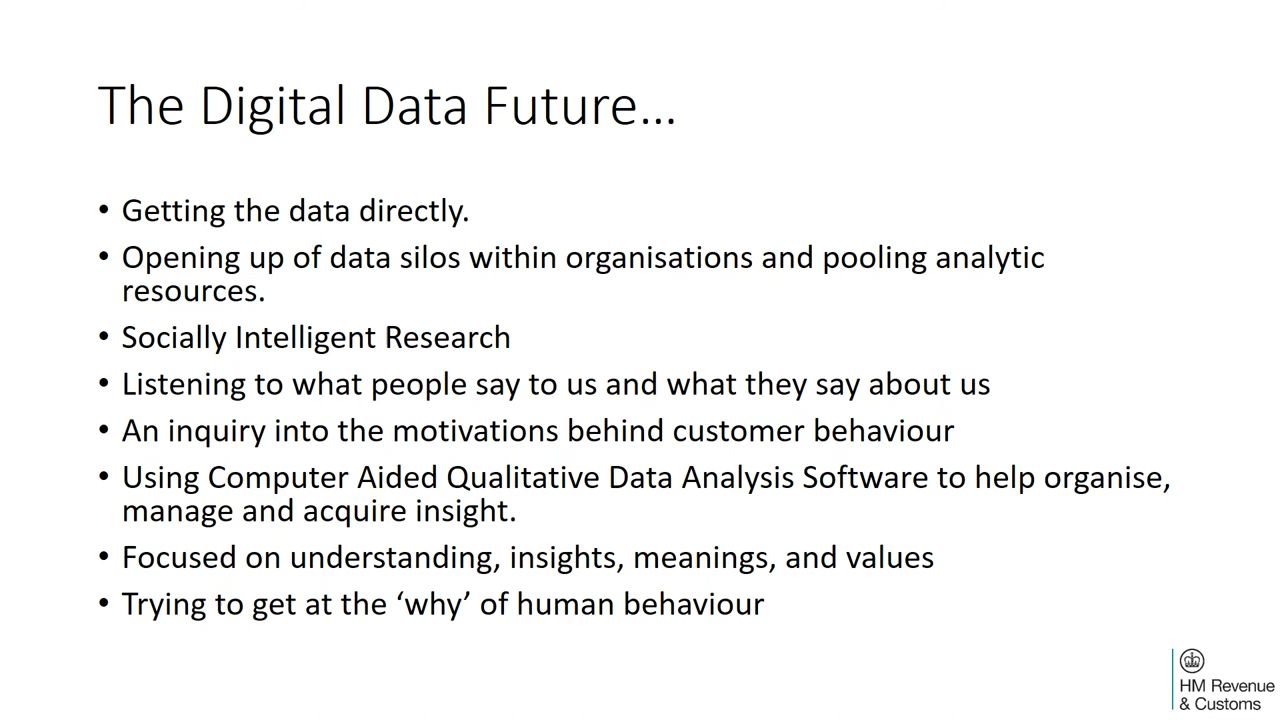 The Digital Data Future...
• Getting the data directly.
• Opening up of data silos within organisations and pooling analytic
resources.
• Socially Intelligent Research
• Listening to what people say to us and what they say about us
• An inquiry into the motivations behind customer behaviour
• Using Computer Aided Qualitative Data Analysis Software to help organise,
manage and acquire insight.
• Focused on understanding, insights, meanings, and values
• Trying to get at the ‘why’ of human behaviour
HM Revenue
& Customs